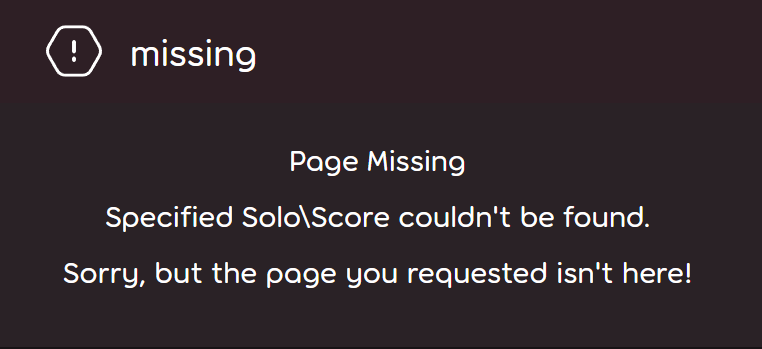 missing
Page Missing
Specified Solo\Score couldn't be found.
Sorry, but the page you requested isn't here!